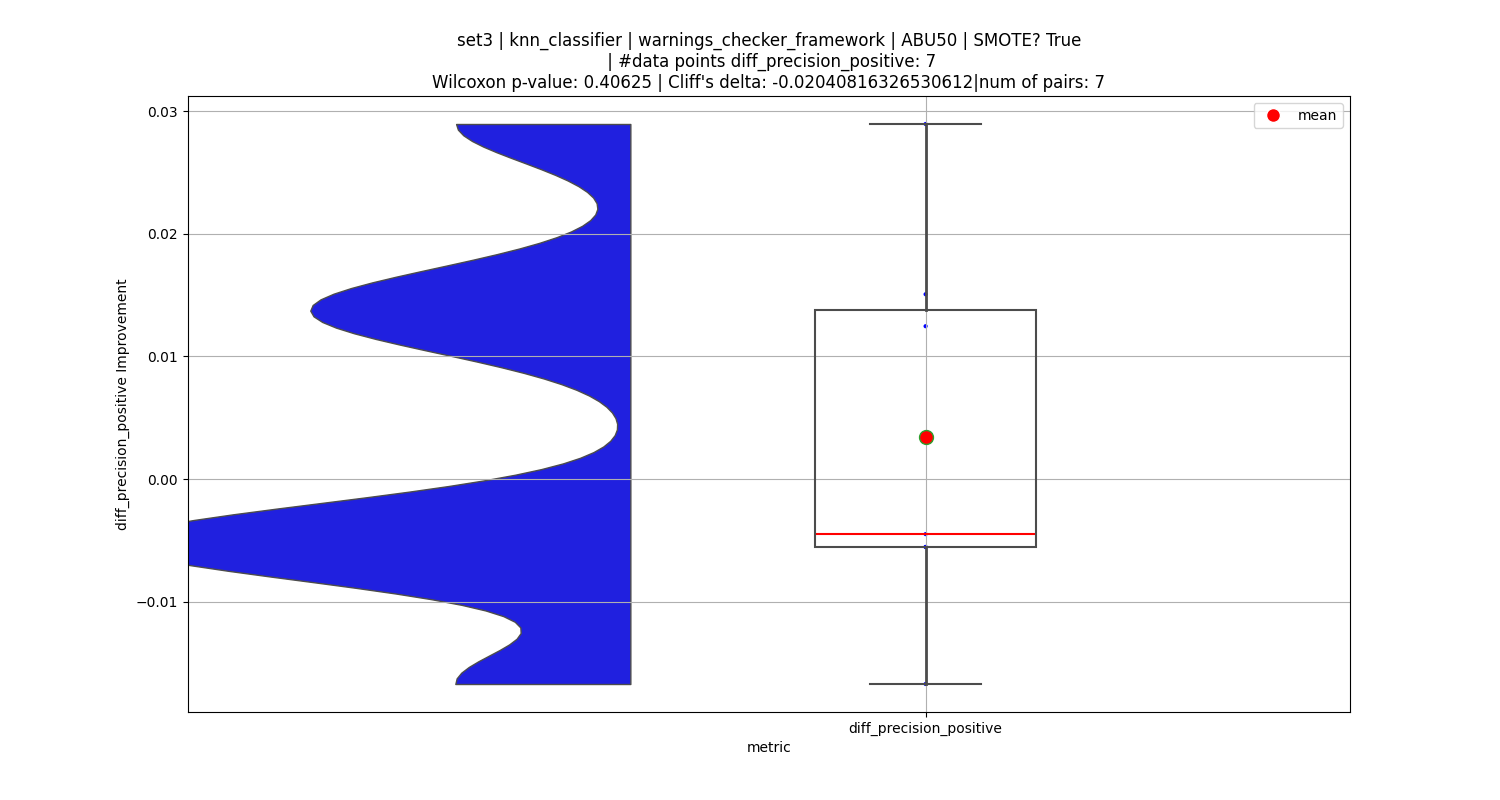 set3 | knn_classifier | warnings_checker_framework | ABU50 | SMOTE? True
| #data points diff_precision_positive: 7
Wilcoxon p-value: 0.40625 | Cliff's delta: -0.02040816326530612|num of pairs: 7
mean
0.03
0.02
0.01
0.00
−0.01
diff_precision_positive Improvement
diff_precision_positive
metric